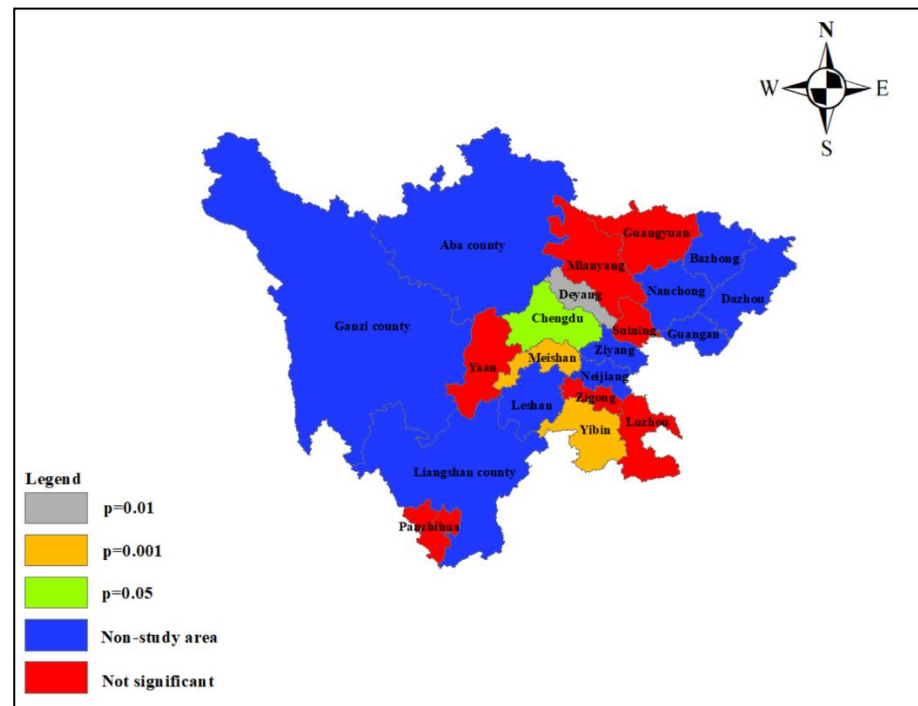 N
W E
S
Aba county
Guangyuan
Bazhong
Mianyang
Nanchong
Dazhou
Deyang
Ganzi county
Chengdu
Suining
Guangan
Ziyang
Meishan
Yaan
Neijiang
Zigong
Leshan
Luzhou
Yibin
Liangshan county
Panzhihua
Legend
p=0.01
p=0.001
p=0.05
Non-study area
Not significant